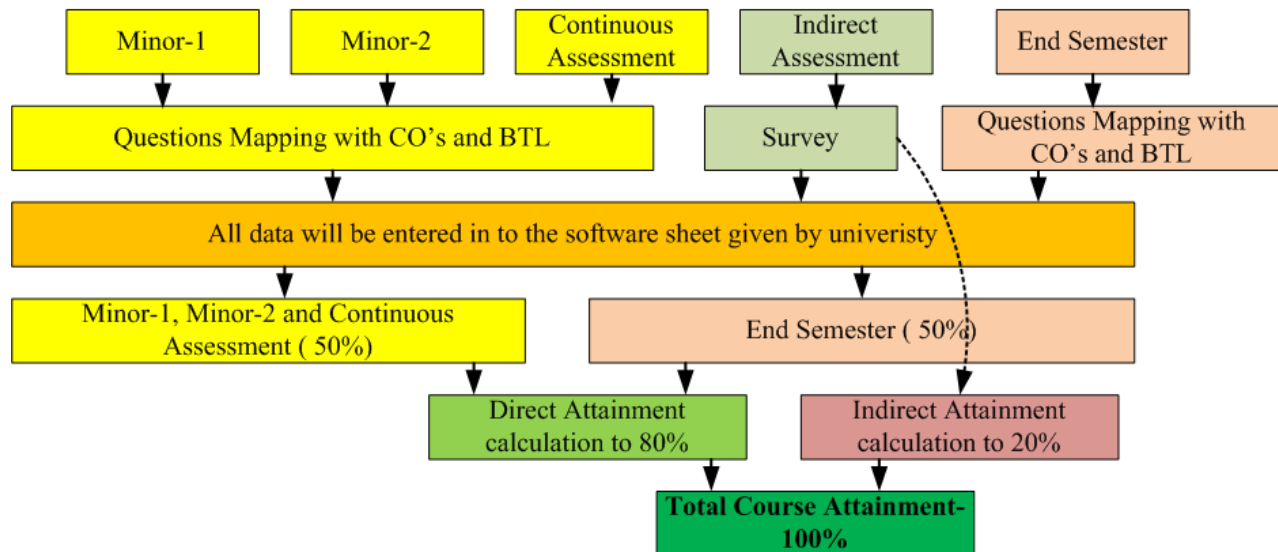 Minor-1
Minor-2
Continuous
Assessment
Indirect
Assessment
End Semester
Questions Mapping with CO's and BTL
Survey
Questions Mapping with
CO's and BTL
All data will be entered in to the software sheet given by univeristy
Minor-1, Minor-2 and Continuous
Assessment ( 50%)
End Semester ( 50%)
Direct Attainment
calculation to 80%
Indirect Attainment
calculation to 20%
Total Course Attainment-
100%